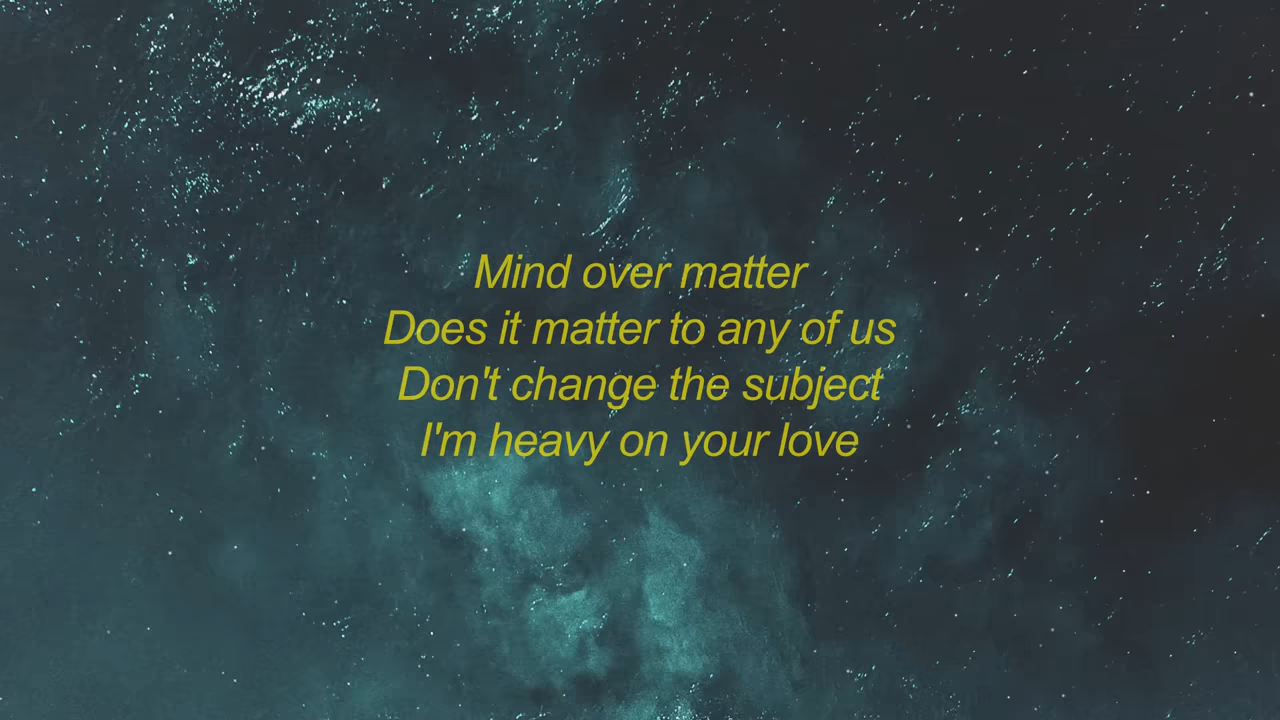 Mind over matter
Does it matter to any of us
Don't change the subject
I'm heavy on your love